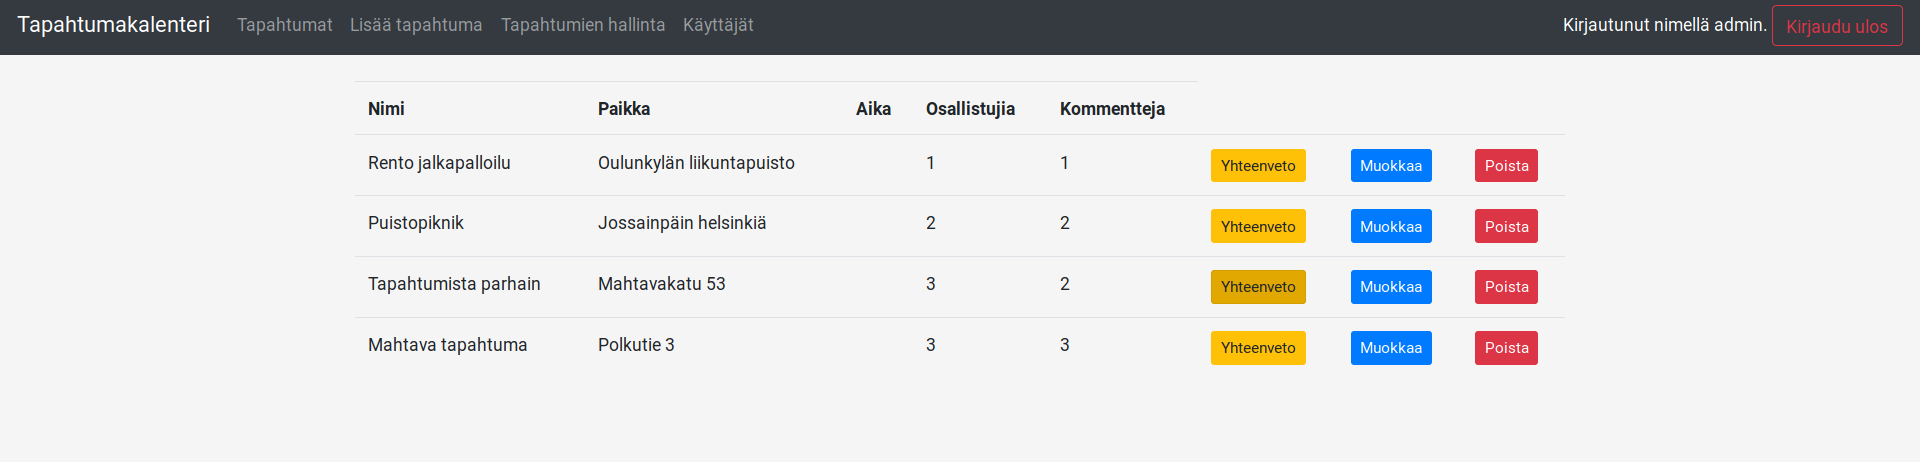 Tapahtumakalenteri Tapahtumat Lisää tapahtuma Tapahtumien hallinta Käyttäjät Kirjautunut nimellä admin. Kirjaudu ulos
Nimi Paikka Aika Osallistujia Kommentteja
Rento jalkapalloilu Oulunkylän liikuntapuisto 1 1 Yhteenveto Muokkaa Poista
Puistopiknik Jossainpäin helsinkiä 2 2 Yhteenveto Muokkaa Poista
Tapahtumista parhain Mahtavakatu 53 3 2 Yhteenveto Muokkaa Poista
Mahtava tapahtuma Polkutie 3 3 3 Yhteenveto Muokkaa Poista